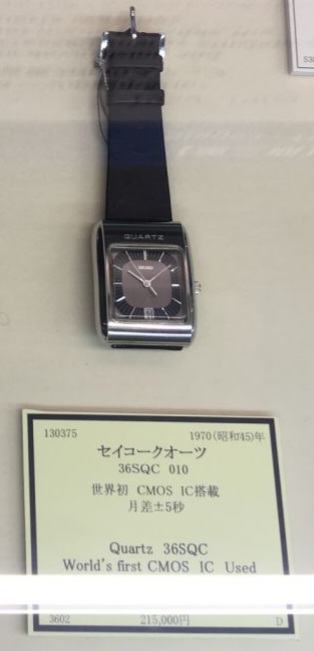 QUARTZ
SEIKO
130375
1970(昭和45)年
セイコークオーツ
36SQC 010
世界初 CMOS IC搭載
月差±5秒
Quartz 36SQC
World's first CMOS IC Used
3602
215,000円
D